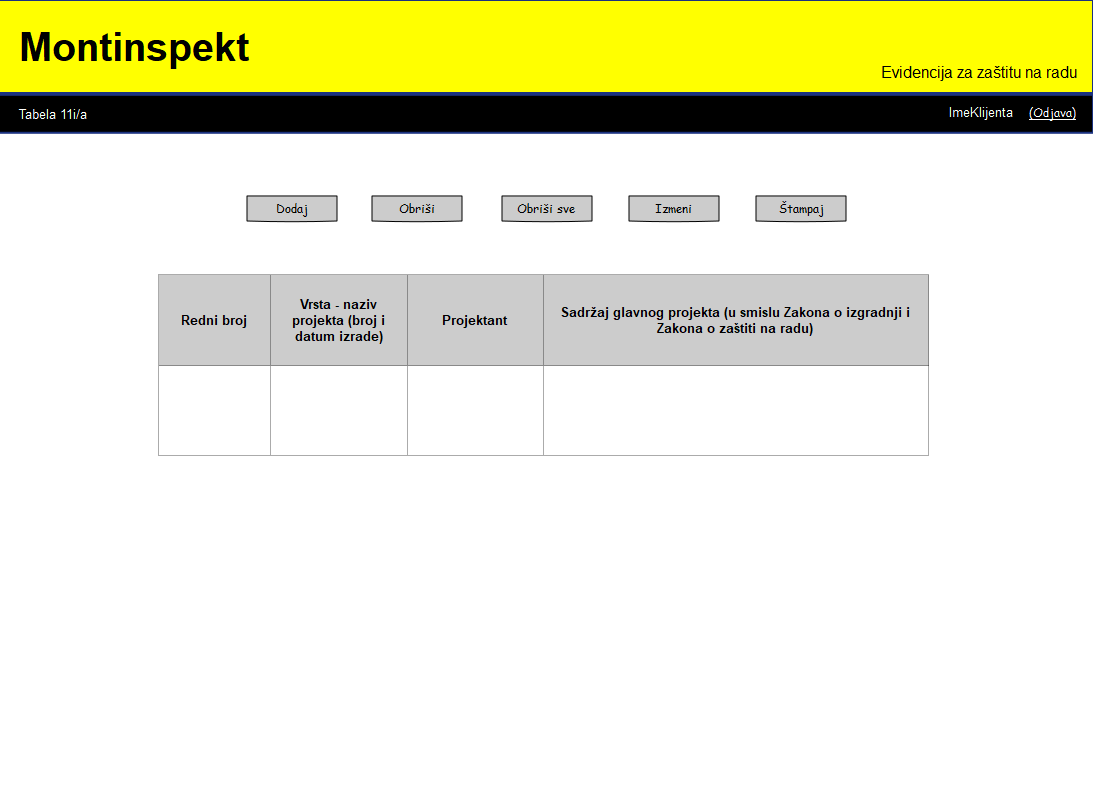 Montinspekt
Evidencija za zaštitu na radu
Tabela 11i/a
ImeKlijenta (Odjava)
Dodaj
Obriši
Obriši sve
Izmeni
Štampaj
Redni broj
Vrsta - naziv
projekta (broj i
datum izrade)
Projektant
Sadržaj glavnog projekta (u smislu Zakona o izgradnji i
Zakona o zaštiti na radu)